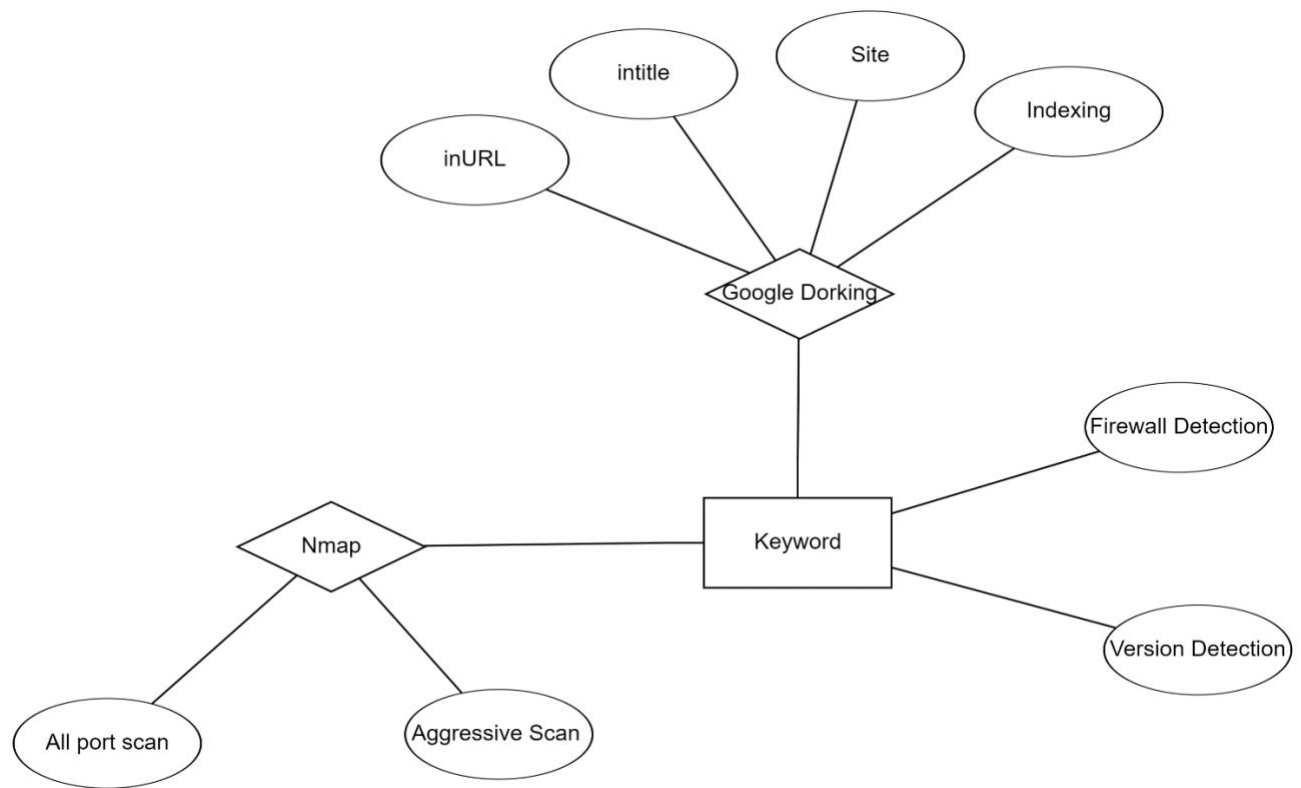 Site
intitle
Indexing
inURL
Google Dorking
Firewall Detection
Keyword
Nmap
Version Detection
Aggressive Scan
All port scan